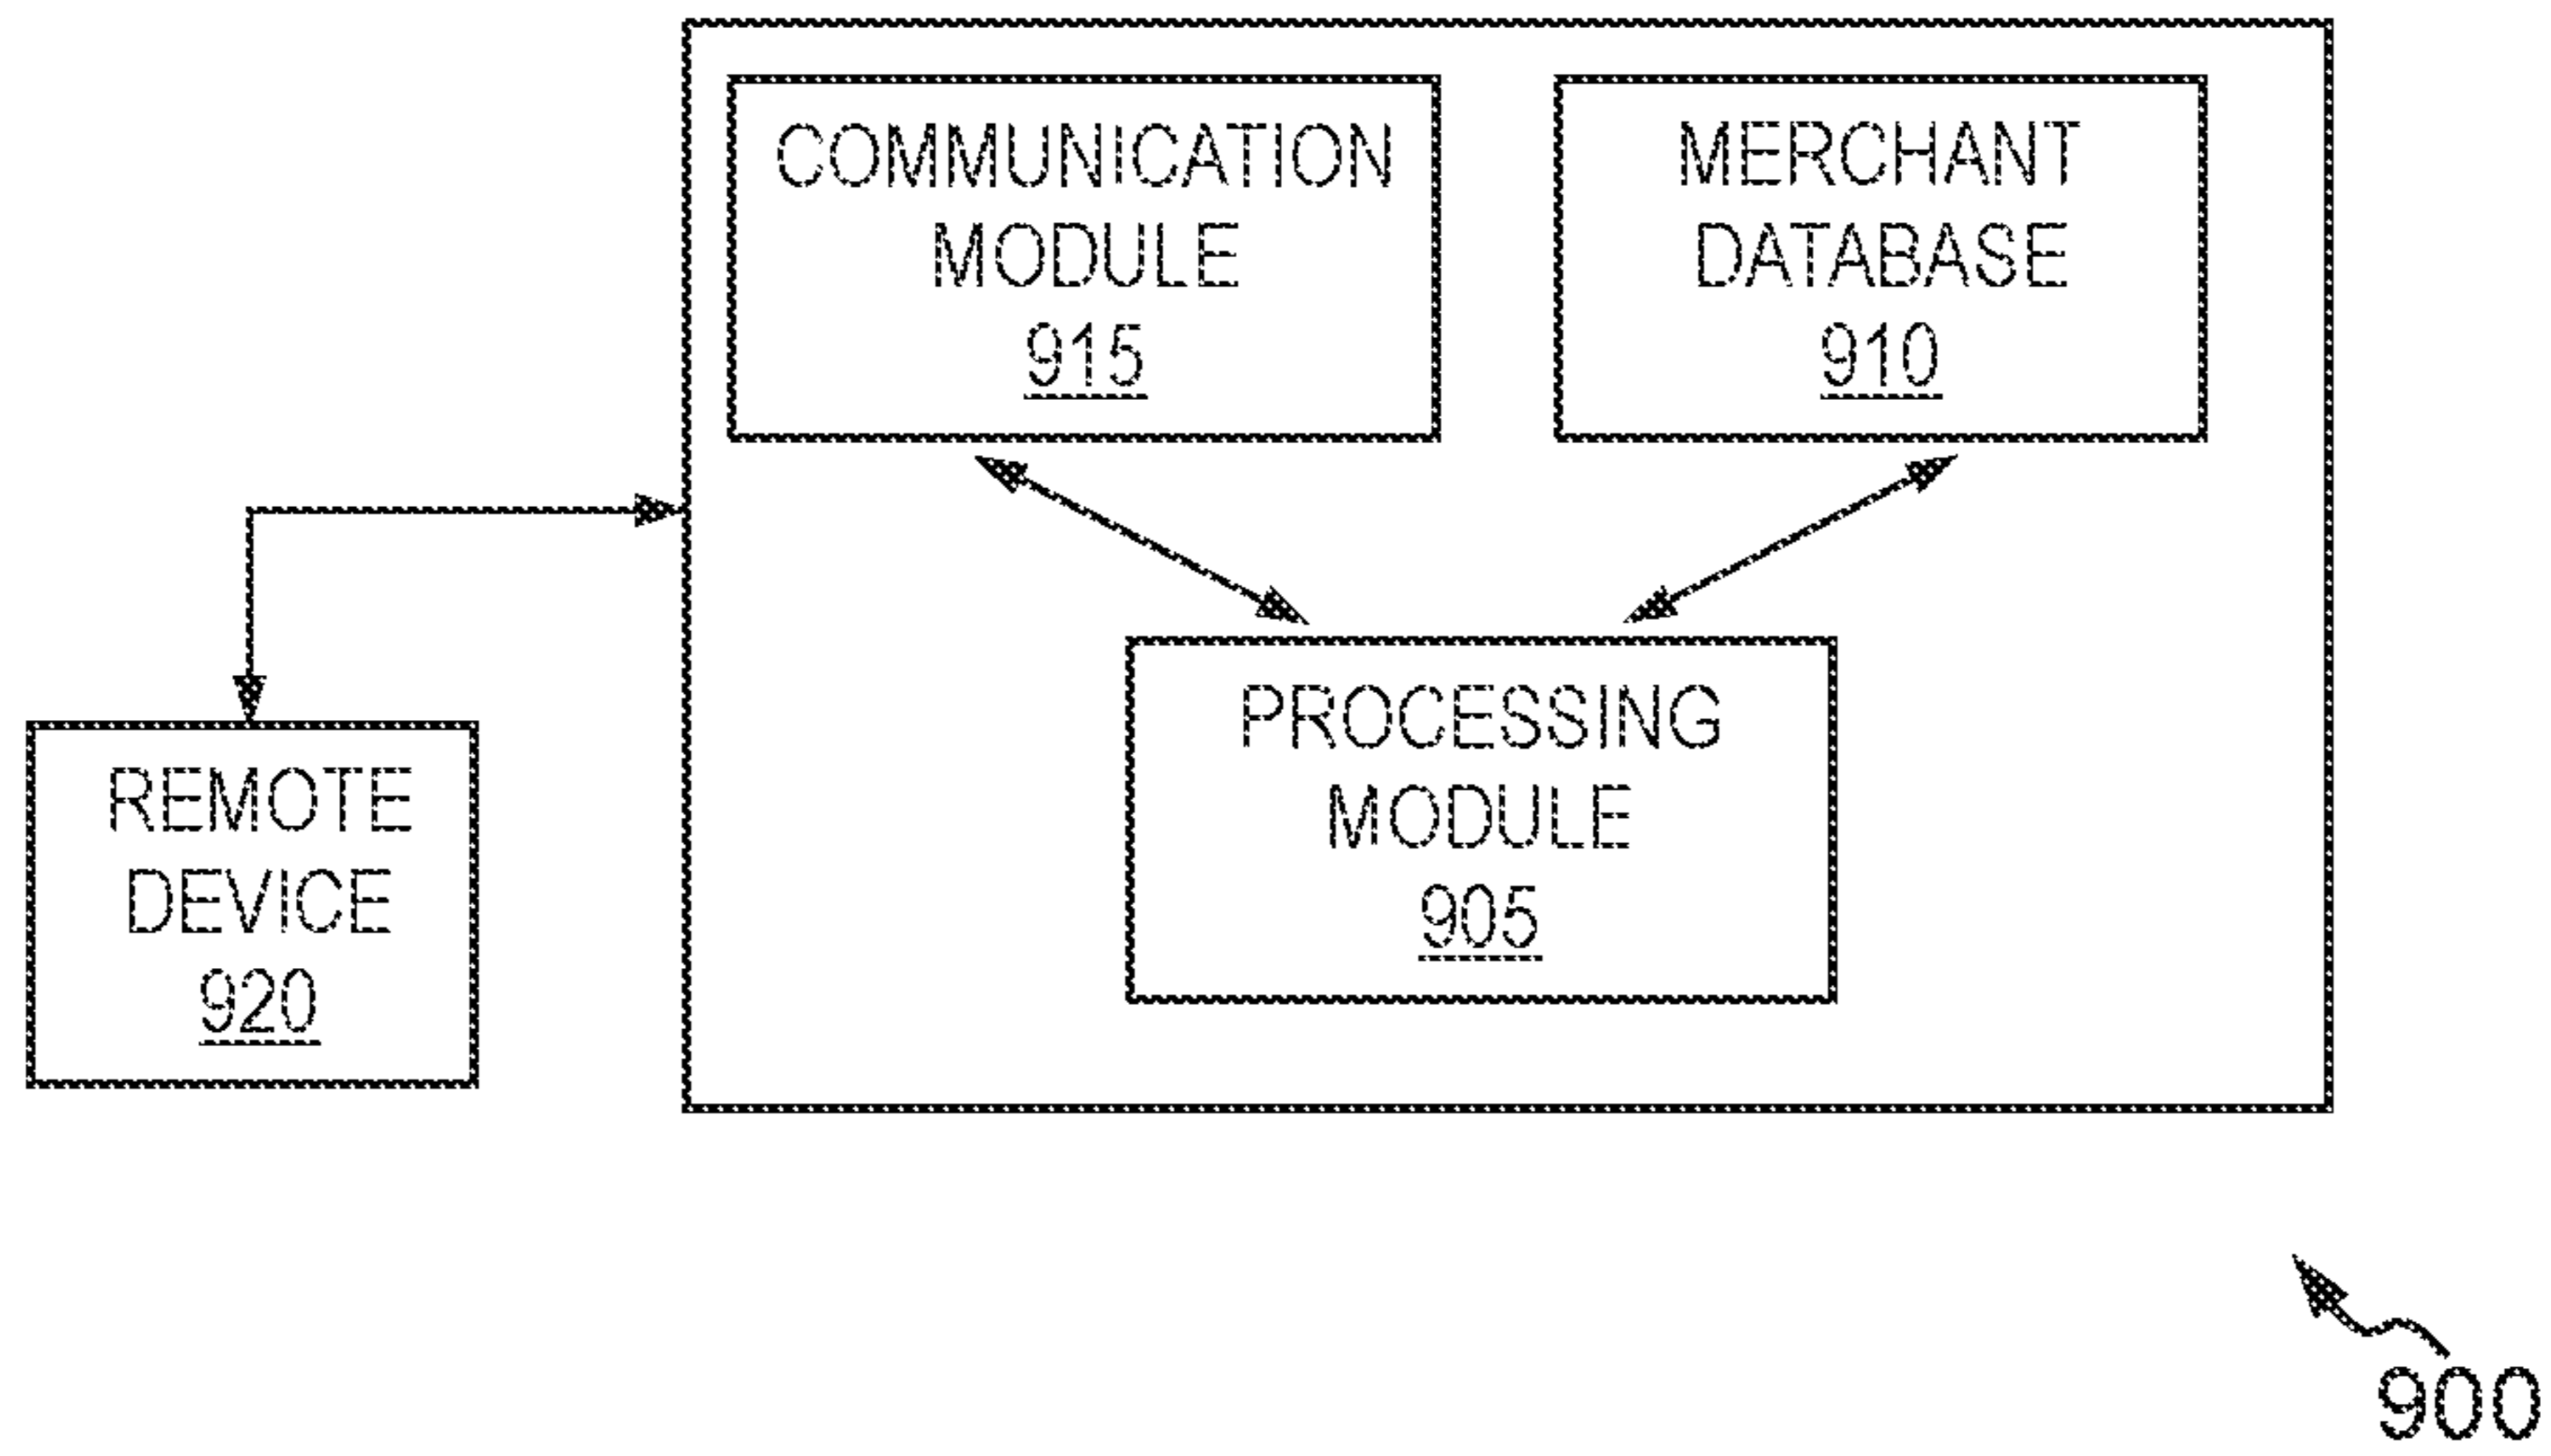 COMMUNICATION
MODULE
915
MERCHANT
DATABASE
910
PROCESSING
MODULE
905
REMOTE
DEVICE
920
900